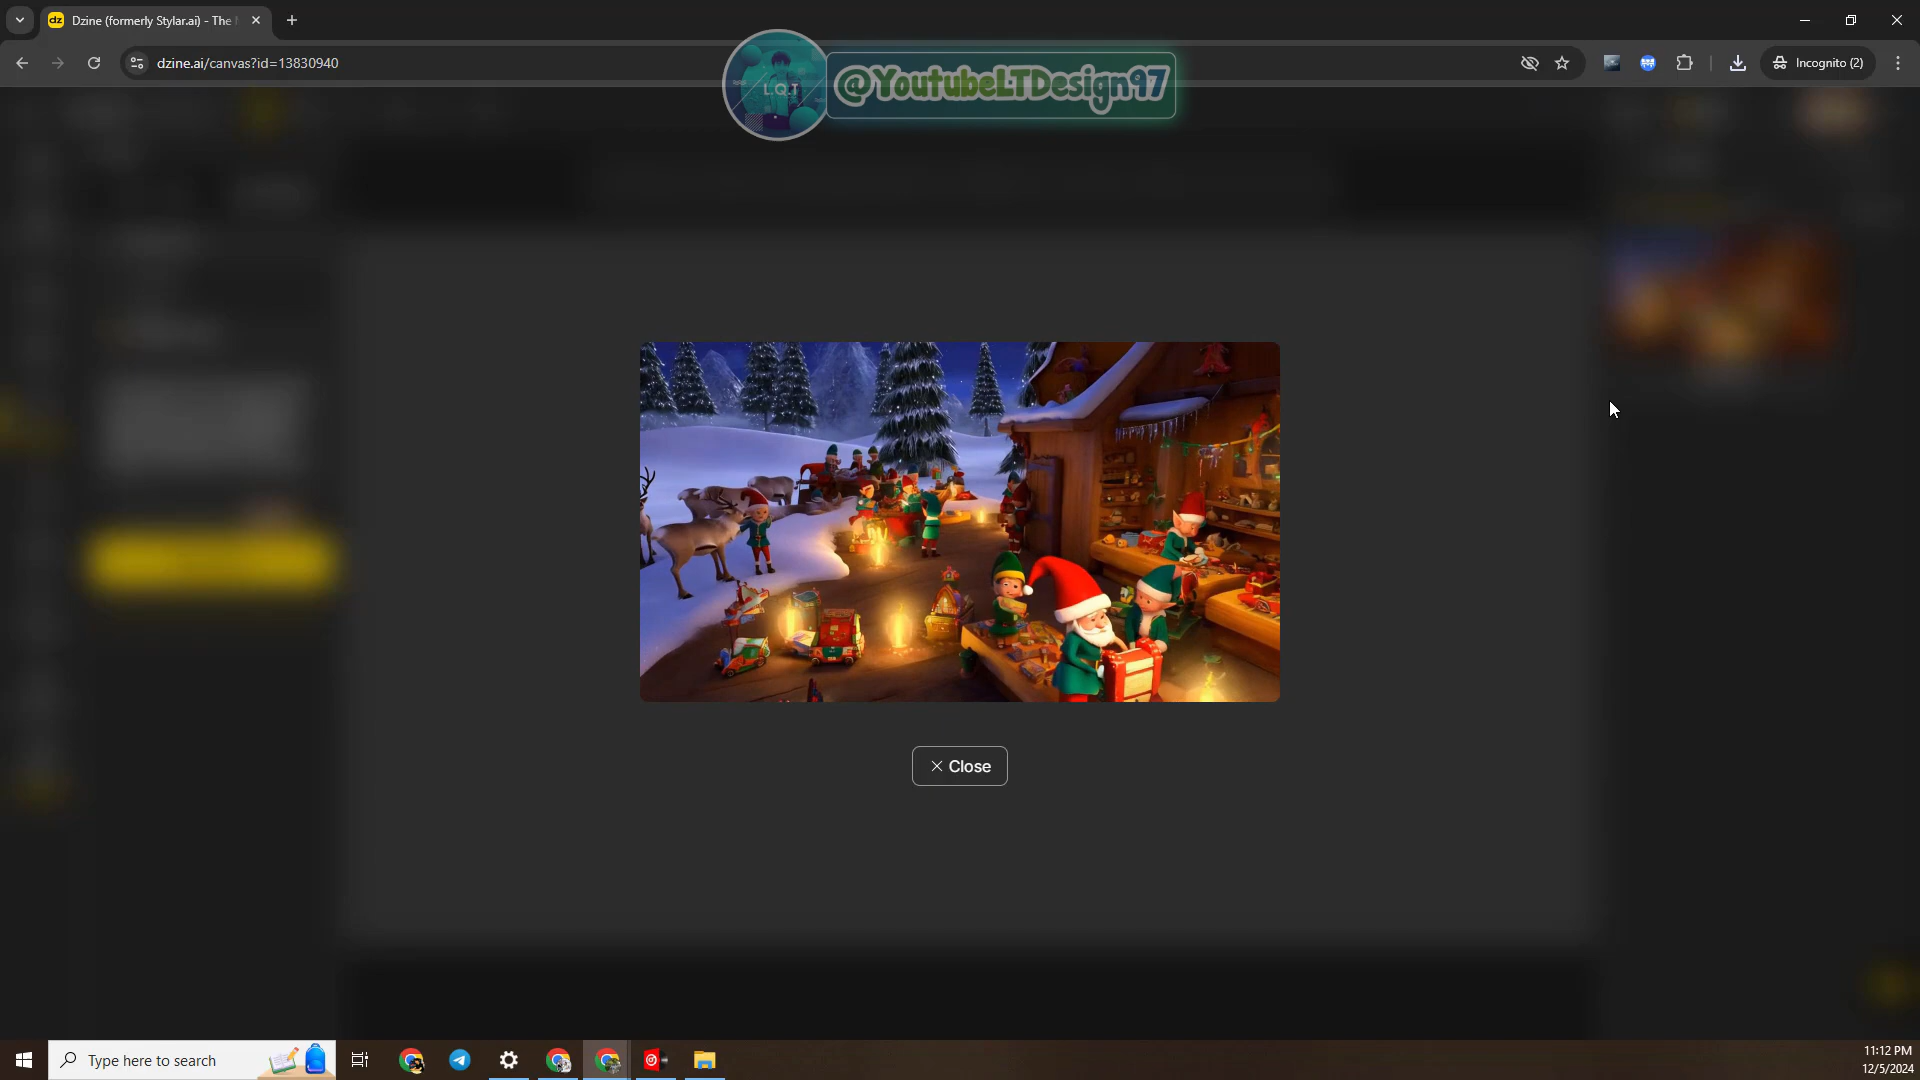 dz
Dzine (formerly Stylar.ai) - The
dzine.ai/canvas?id=13830940
Incognito (2)
L.Q.T
@YoutubeLTDesign97
Close
Type here to search
11:12 PM
12/5/2024